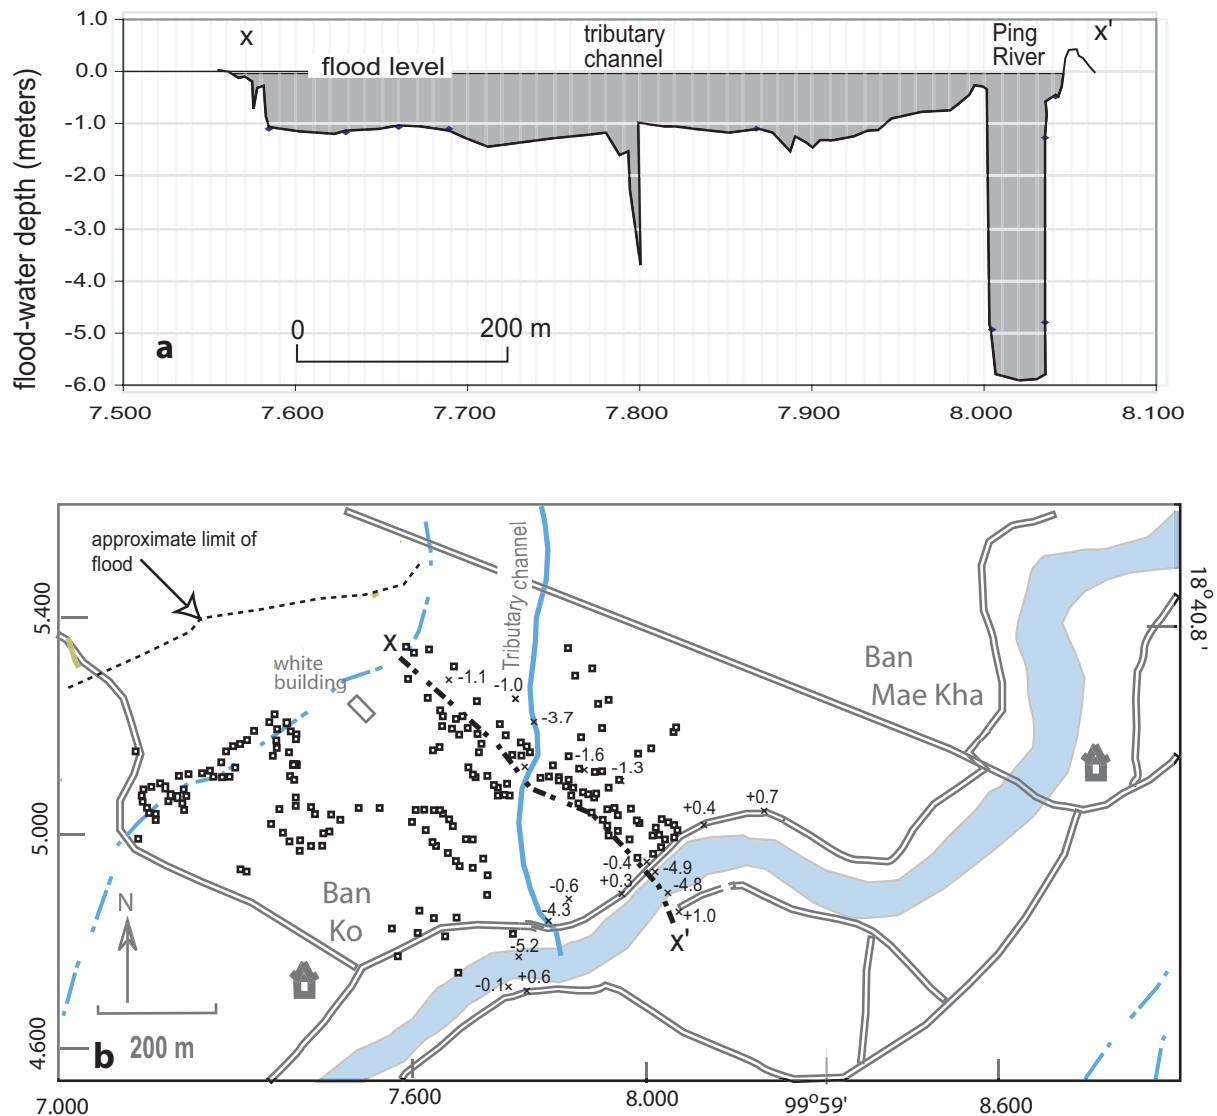 1.0
x
tributary
channel
Ping
River
x'
0.0
flood level
-1.0
-2.0
-3.0
-4.0
-5.0
-6.0
flood-water depth (meters)
a
0
200 m
7.500
7.600
7.700
7.800
7.900
8.000
8.100
approximate limit of
flood
Tributary channel
5.400
18°40.8'
X
white
building
-1.1
-1.0
-3.7
Ban
Mae Kha
-1.6
-1.3
+0.4
+0.7
5.000
-0.4
-4.9
-0.6
+0.3
-4.8
Ban
Ko
-4.3
+1.0
N
X'
-5.2
-0.1
+0.6
4.600
b
200 m
7.000
7.600
8.000
99°59'
8.600